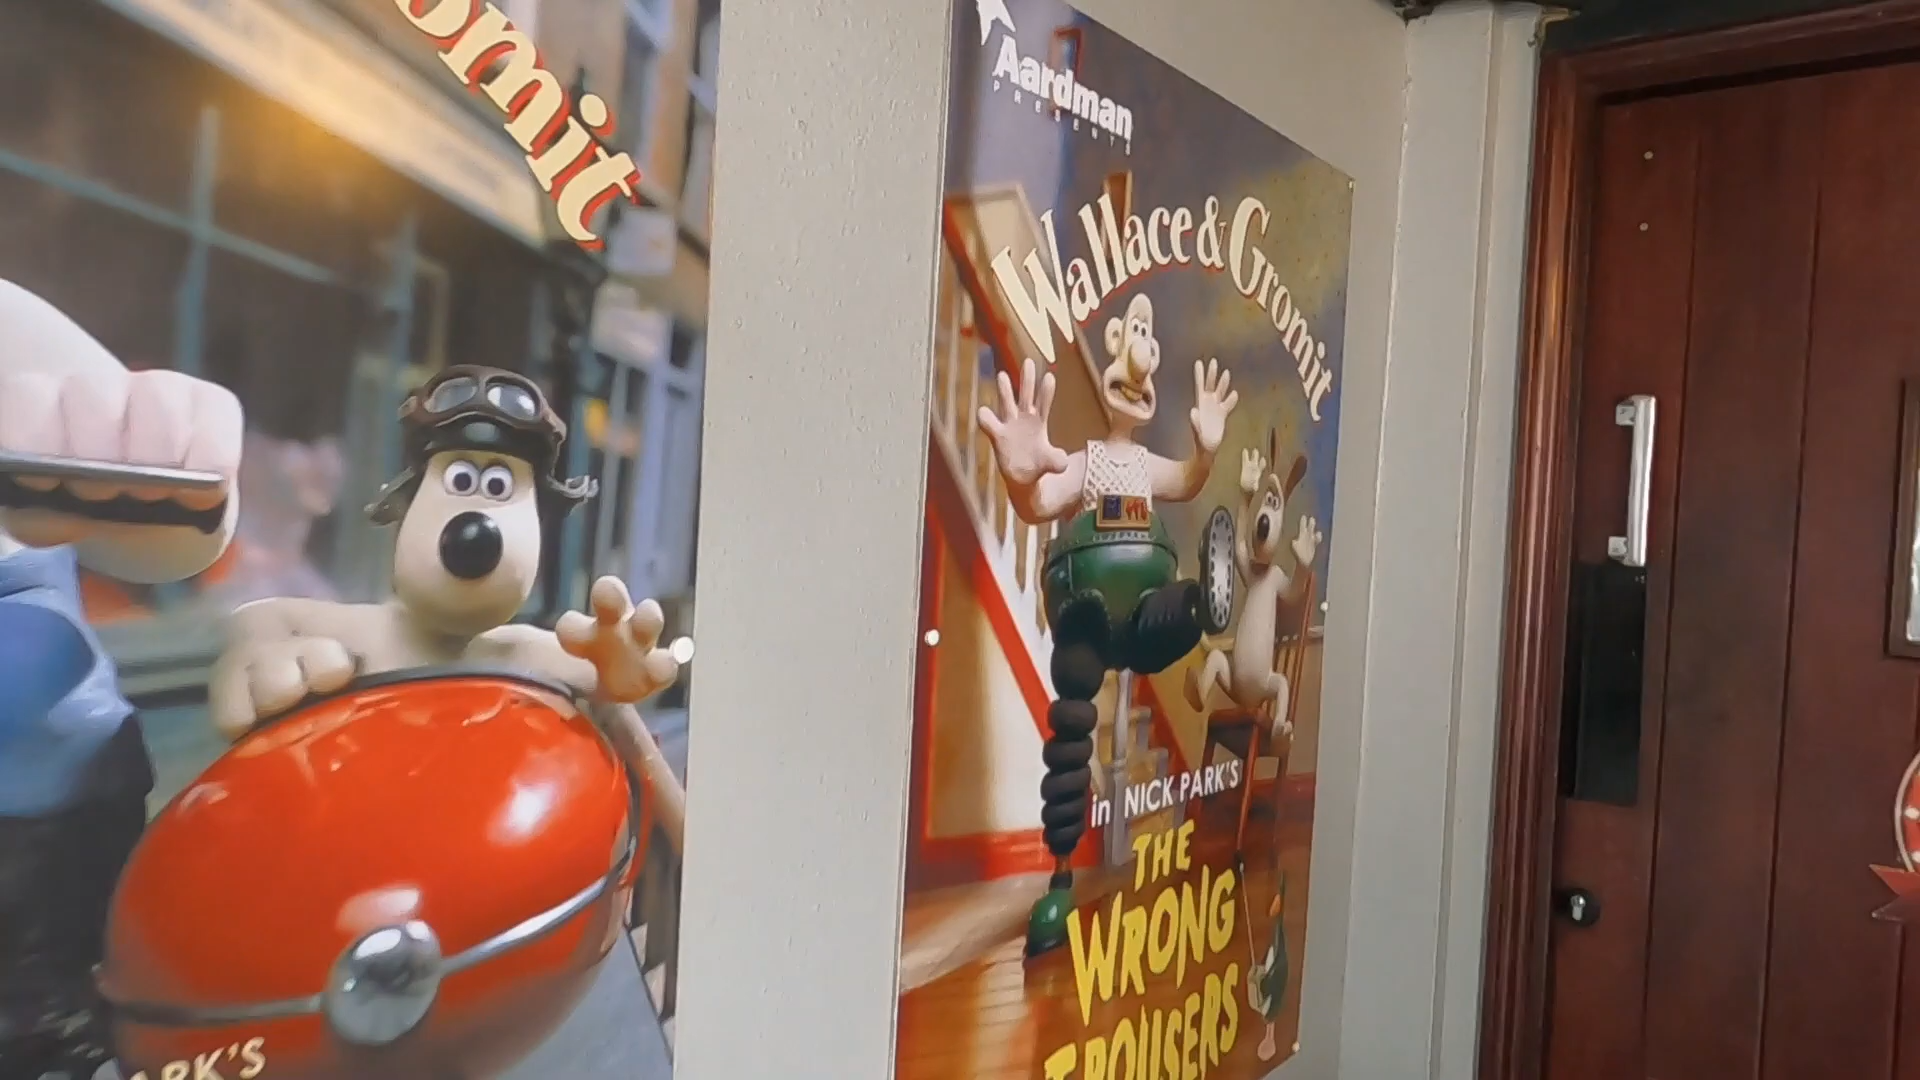 omit
ARK'S
Aardman
PRESENTS
Wallace & Gromit
in NICK PARK'S
THE
WRONG
TROUSERS